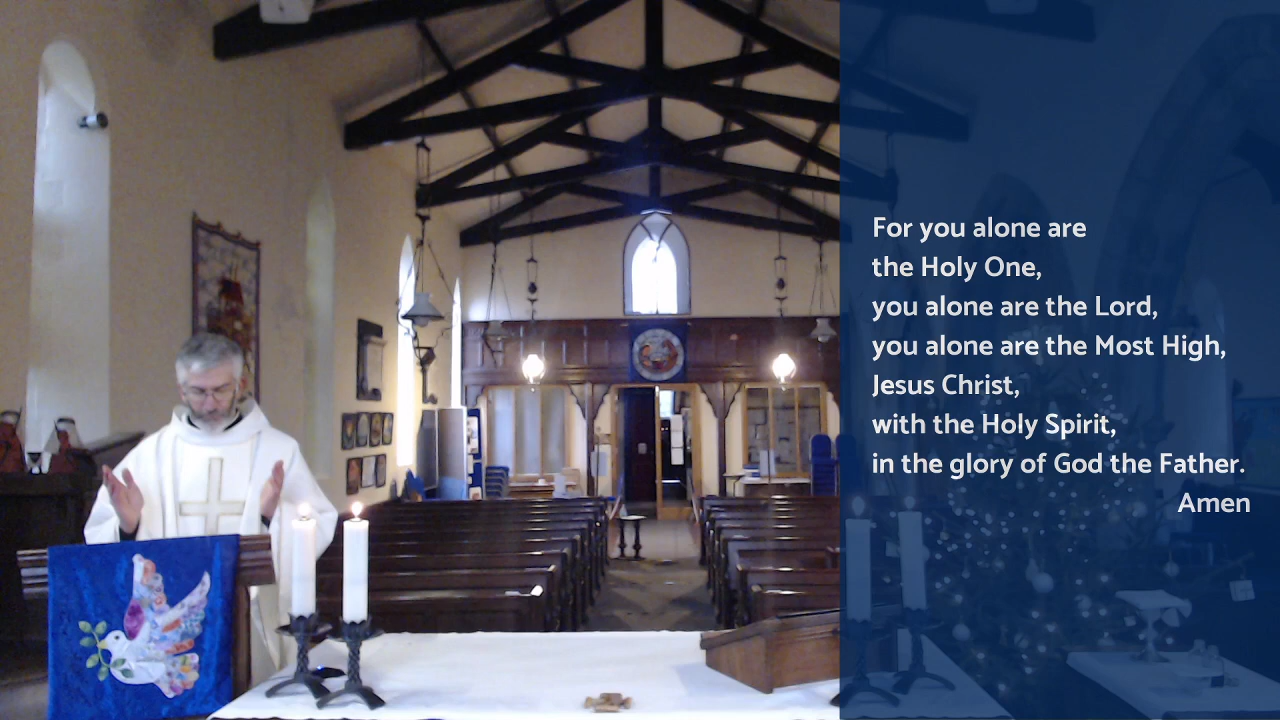 For you alone are
the Holy One,
you alone are the Lord,
you alone are the Most High,
Jesus Christ,
with the Holy Spirit,
in the glory of God the Father.
Amen